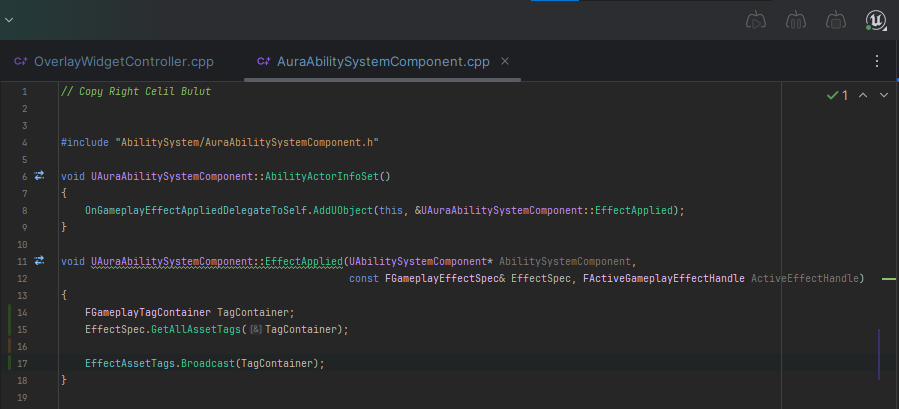 OverlayWidgetController.cpp
AuraAbilitySystemComponent.cpp
1 // Copy Right Celil Bulut
1
2
3
4 #include "AbilitySystem/AuraAbilitySystemComponent.h"
5
6 void UAuraAbilitySystemComponent::AbilityActorInfoSet()
7 {
8 OnGameplayEffectAppliedDelegateToSelf.AddUObject(this, &UAuraAbilitySystemComponent::EffectApplied);
9 }
10
11 void UAuraAbilitySystemComponent::EffectApplied(UAbilitySystemComponent* AbilitySystemComponent,
12 const FGameplayEffectSpec& EffectSpec, FActiveGameplayEffectHandle ActiveEffectHandle)
13 {
14 FGameplayTagContainer TagContainer;
15 EffectSpec.GetAllAssetTags(&TagContainer);
16
17 EffectAssetTags.Broadcast(TagContainer);
18 }
19